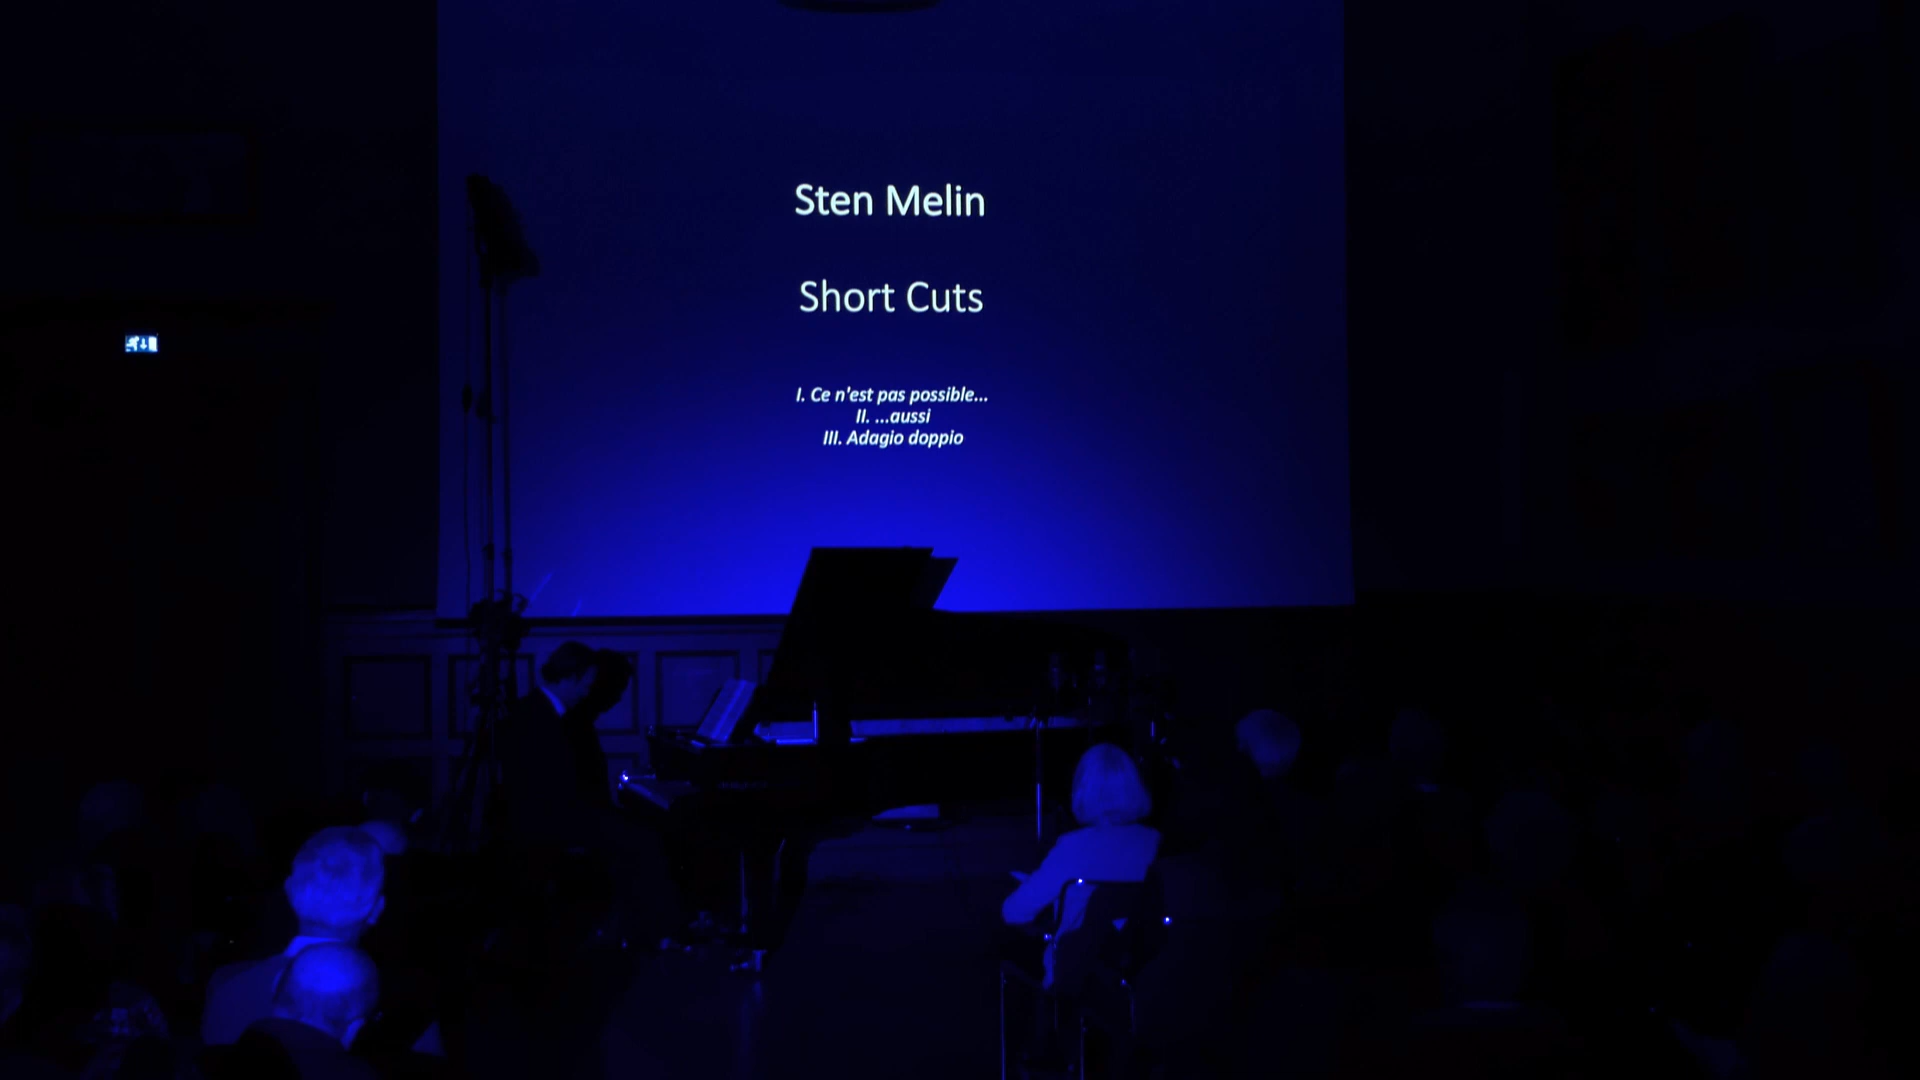 Sten Melin
Short Cuts
I. Ce n'est pas possible...
II. ...aussi
III. Adagio doppio